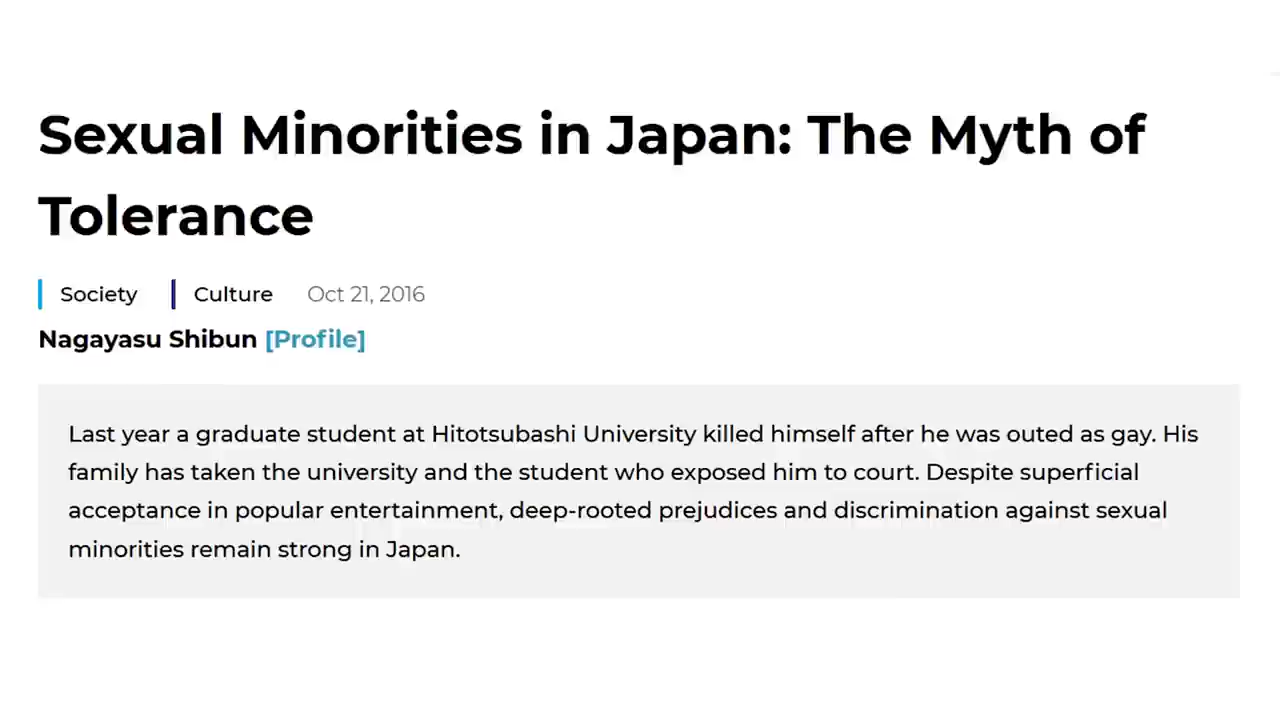 Sexual Minorities in Japan: The Myth of
Tolerance
Society Culture Oct 21, 2016
Nagayasu Shibun [Profile]
Last year a graduate student at Hitotsubashi University killed himself after he was outed as gay. His
family has taken the university and the student who exposed him to court. Despite superficial
acceptance in popular entertainment, deep-rooted prejudices and discrimination against sexual
minorities remain strong in Japan.